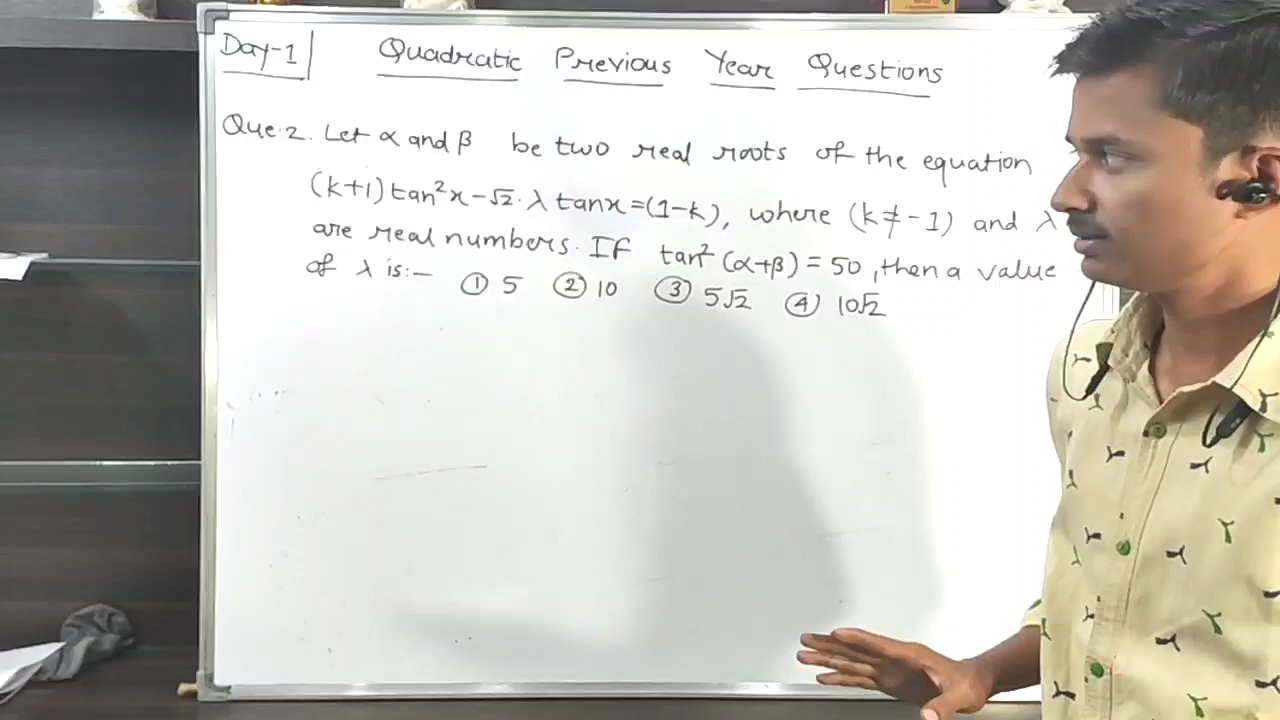 Day-1 Quadratic Previous Year Questions
Que.2. Let α and β be two real roots of the equation
(k+1)tan²x-√2.λ tanx=(1-k), where (k≠-1) and λ
are real numbers. If tan²(α+β)=50, then a value
of λ is:- ① 5 ② 10 ③ 5√2 ④ 10√2